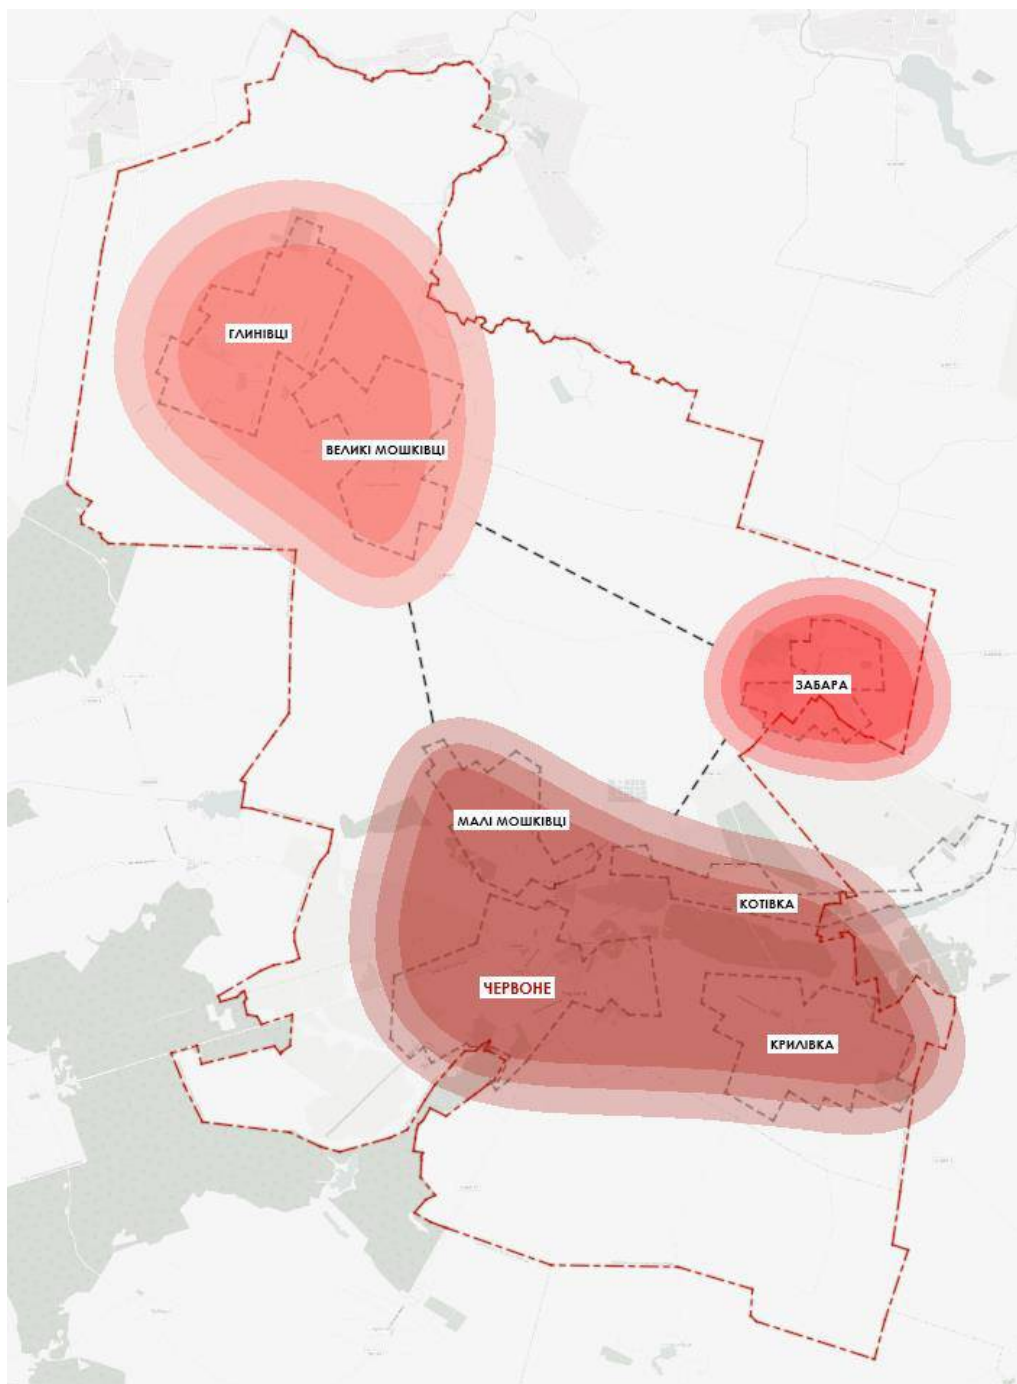 ГЛИНІВЦІ
ВЕЛИКІ МОШКІВЦІ
ЗАБАРА
МАЛІ МОШКІВЦІ
КОТІВКА
ЧЕРВОНЕ
КРИЛІВКА